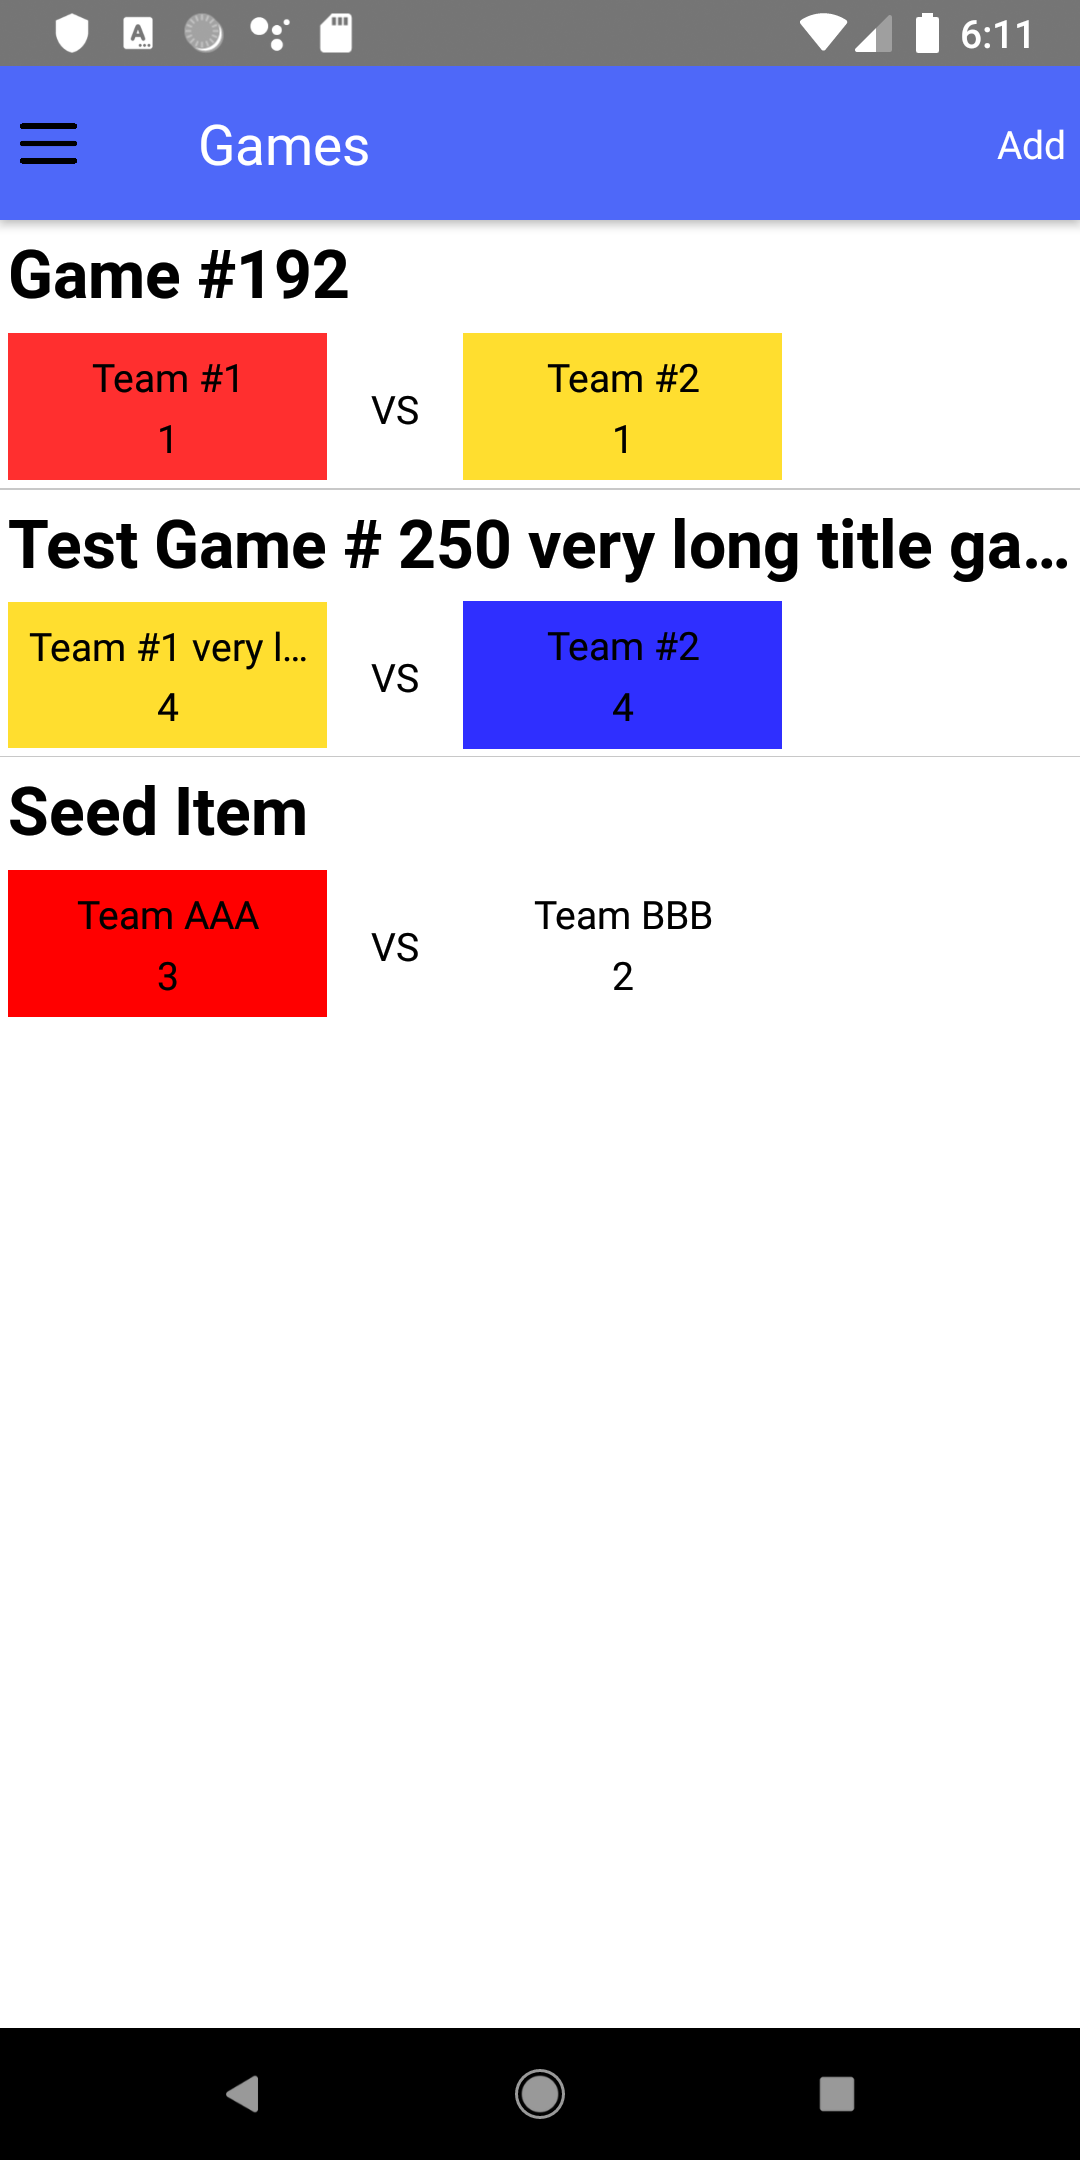 6:11
Games
Add
Game #192
Team #1
1
VS
Team #2
1
Test Game # 250 very long title ga...
Team #1 very l...
4
VS
Team #2
4
Seed Item
Team AAA
3
VS
Team BBB
2